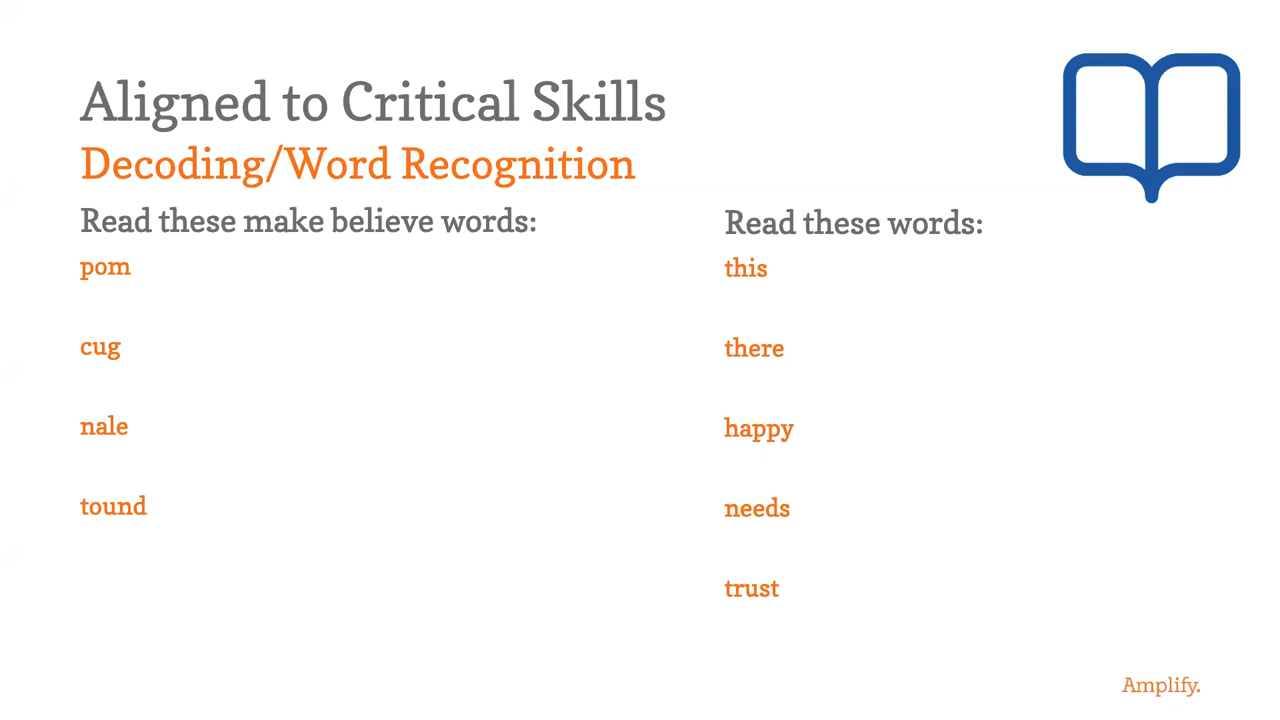 Aligned to Critical Skills
Decoding/Word Recognition
Read these make believe words:
pom
cug
nale
tound
Read these words:
this
there
happy
needs
trust
Amplify.